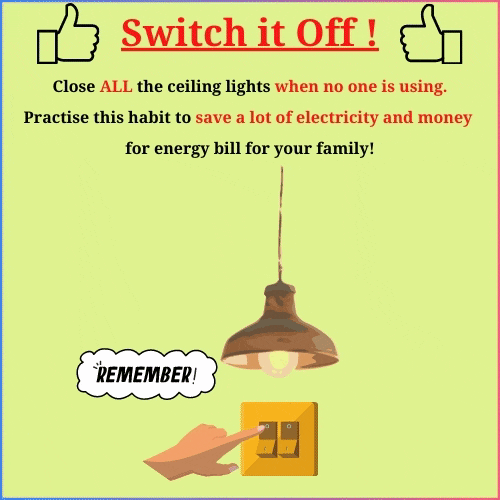 Switch it Off !
Close ALL the ceiling lights when no one is using.
Practise this habit to save a lot of electricity and money
for energy bill for your family!
REMEMBER!